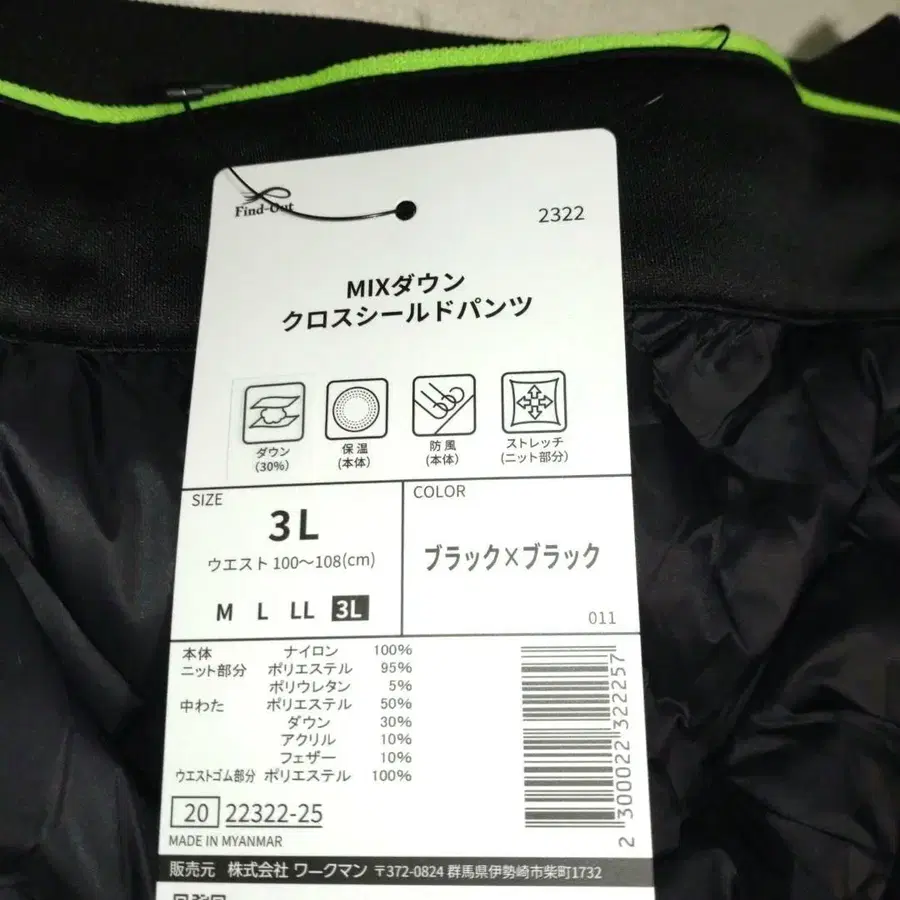 Find-Out
2322
MIXダウン
クロスシールドパンツ
ダウン
(30%)
保温
(本体)
防風
(本体)
ストレッチ
(ニット部分)
SIZE
3L
ウエスト 100～108(cm)
M L LL 3L
COLOR
ブラック×ブラック
011
本体 ナイロン 100%
ニット部分 ポリエステル 95%
ポリウレタン 5%
中わた ポリエステル 50%
ダウン 30%
アクリル 10%
フェザー 10%
ウエストゴム部分 ポリエステル 100%
20 22322-25
MADE IN MYANMAR
2 300022 322257
販売元 株式会社 ワークマン 〒372-0824 群馬県伊勢崎市柴町1732